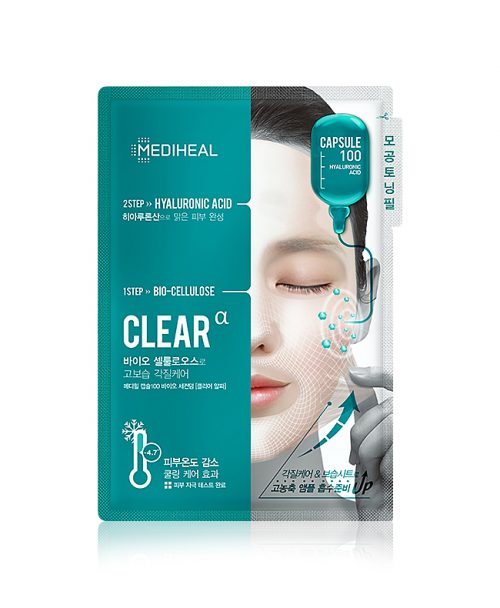 MEDIHEAL
CAPSULE
100
HYALURONIC
ACID
모공토닝필
2STEP >> HYALURONIC ACID
히아루론산으로 맑은 피부 완성
1STEP >> BIO-CELLULOSE
CLEAR α
바이오 셀룰로오스로
고보습 각질케어
메디힐 캡슐100 바이오 세컨덤 [클리어 알파]
-4.7°
피부온도 감소
쿨링 케어 효과
피부 자극 테스트 완료
각질케어 & 보습시트로
고농축 앰플 흡수준비 UP